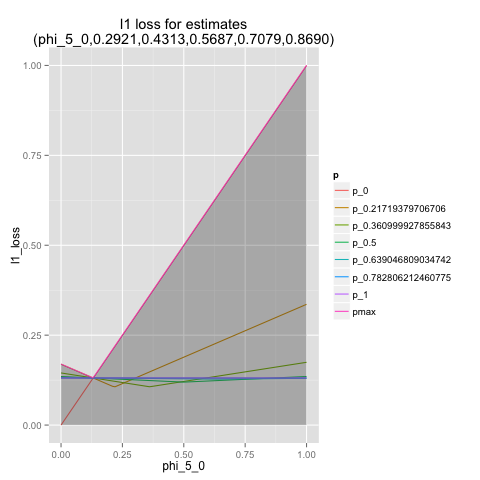 l1 loss for estimates
(phi_5_0,0.2921,0.4313,0.5687,0.7079,0.8690)
1.00
0.75
0.50
0.25
0.00
l1_loss
0.00
0.25
0.50
0.75
1.00
phi_5_0
p
p_0
p_0.21719379706706
p_0.360999927855843
p_0.5
p_0.639046809034742
p_0.782806212460775
p_1
pmax